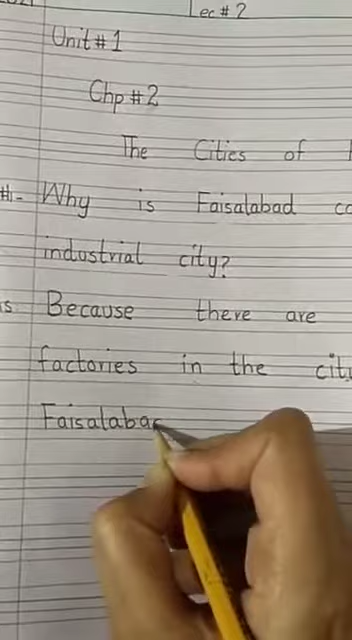 Lec # 2
Unit # 1
Chp # 2
The Cities of
Why is Faisalabad
industrial city?
Because there are
factories in the city
Faisalaba